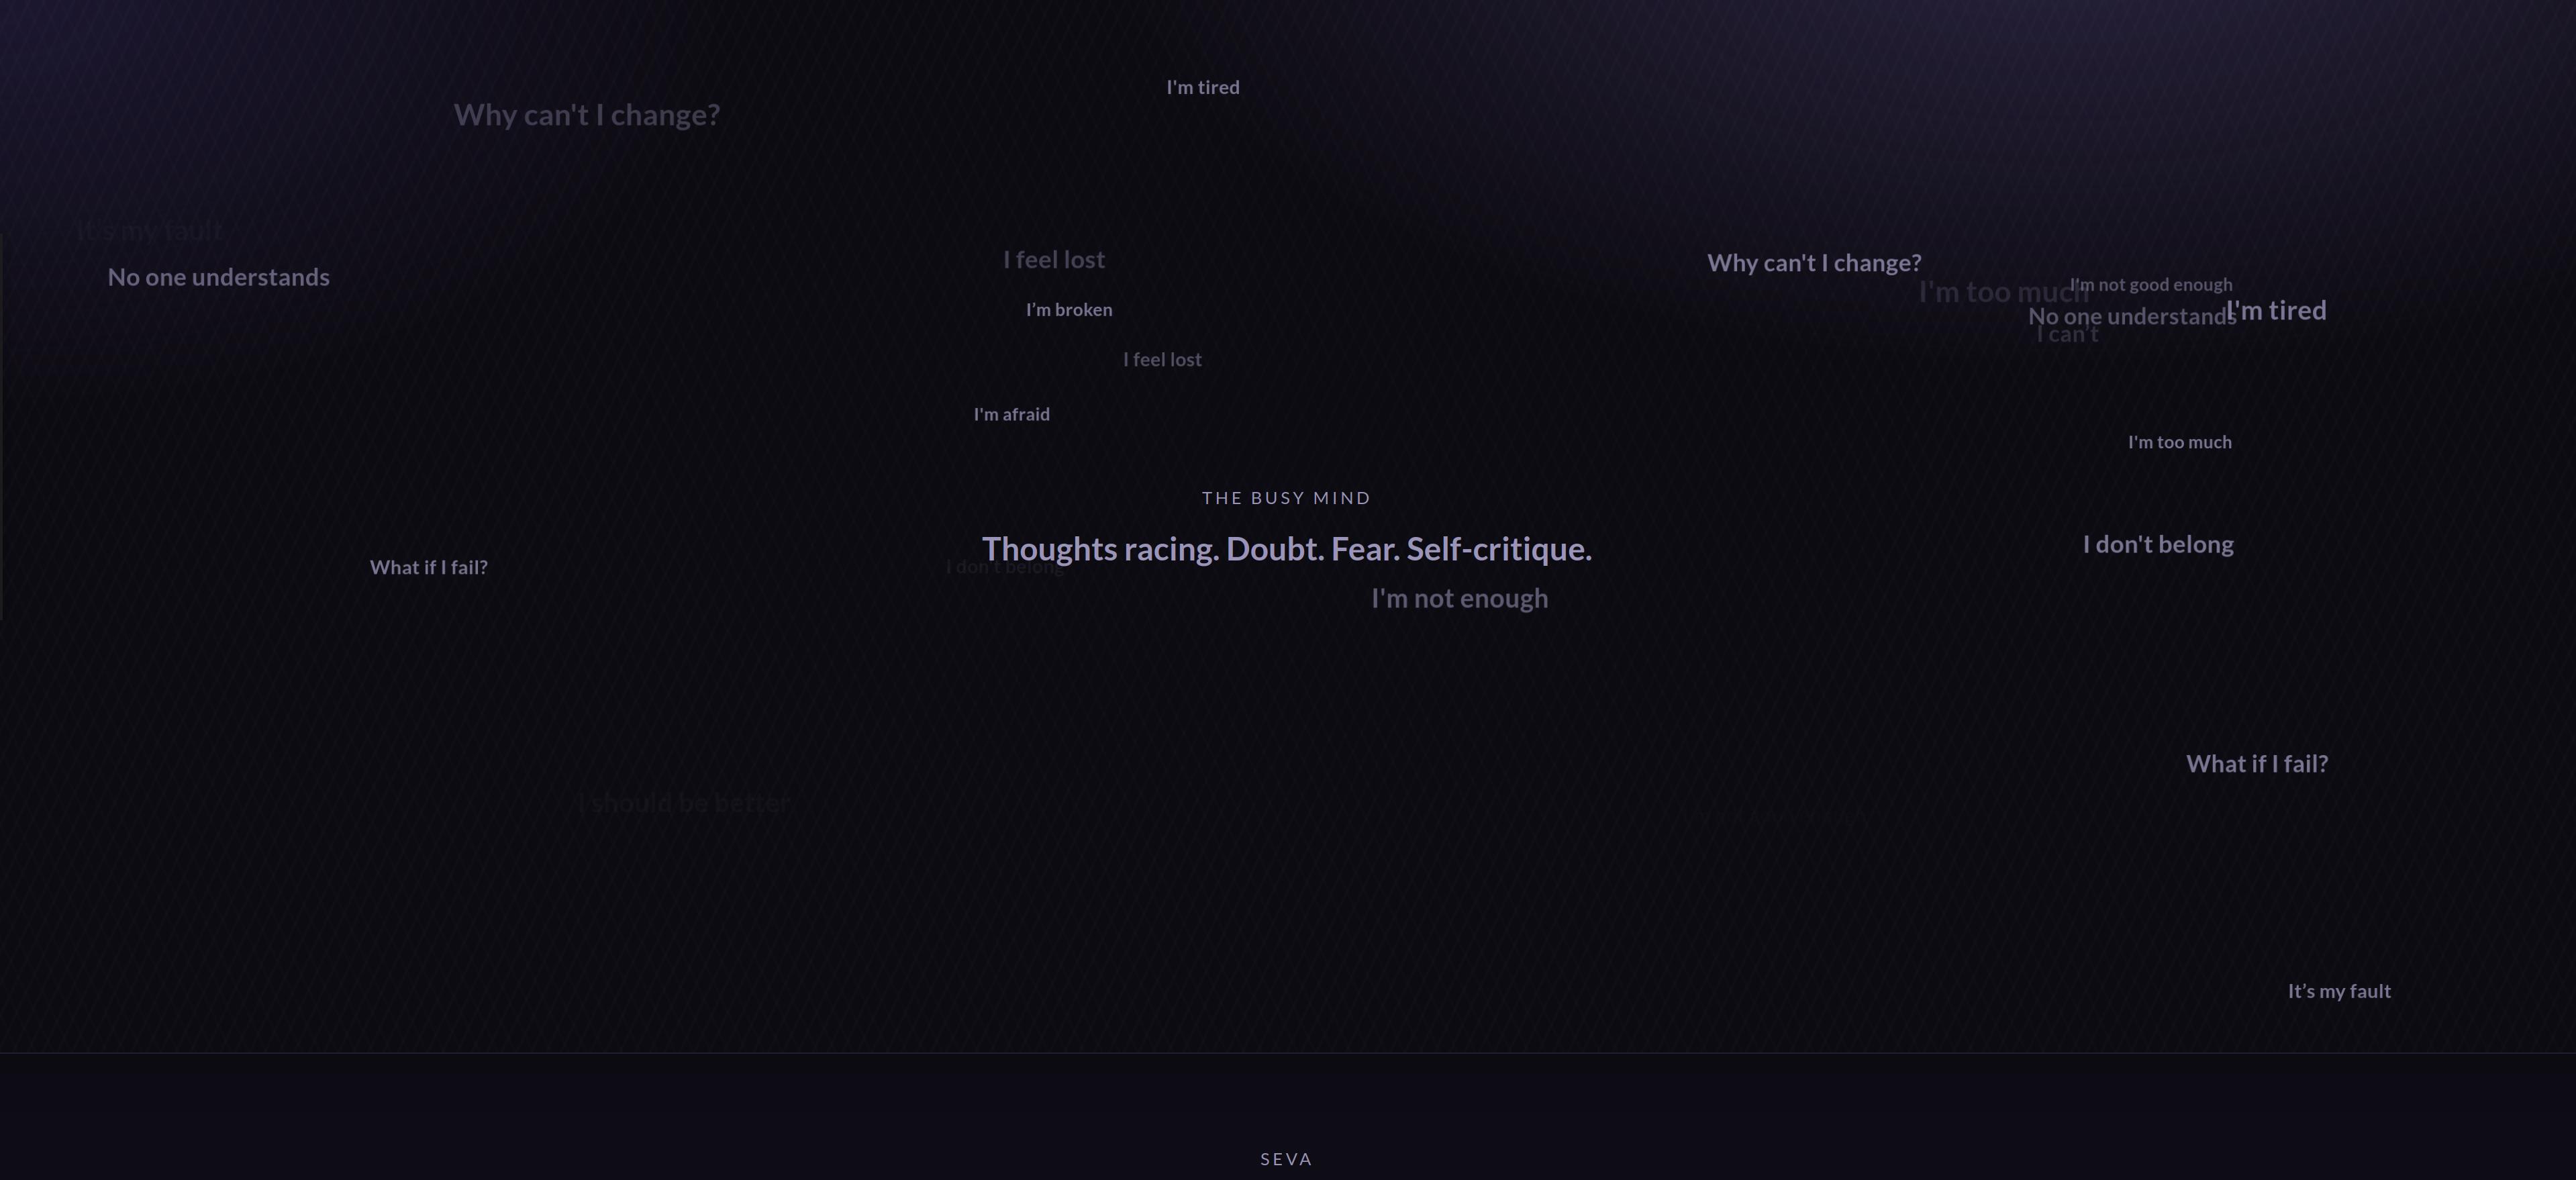 I'm tired
Why can't I change?
It's my fault
No one understands
I feel lost
Why can't I change?
I'm too much
I'm not good enough
I’m broken
No one understands
I'm tired
I can't
I feel lost
I'm afraid
I'm too much
THE BUSY MIND
Thoughts racing. Doubt. Fear. Self-critique.
I don't belong
What if I fail?
I don't belong
I'm not enough
What if I fail?
I should be better
It’s my fault
SEVA